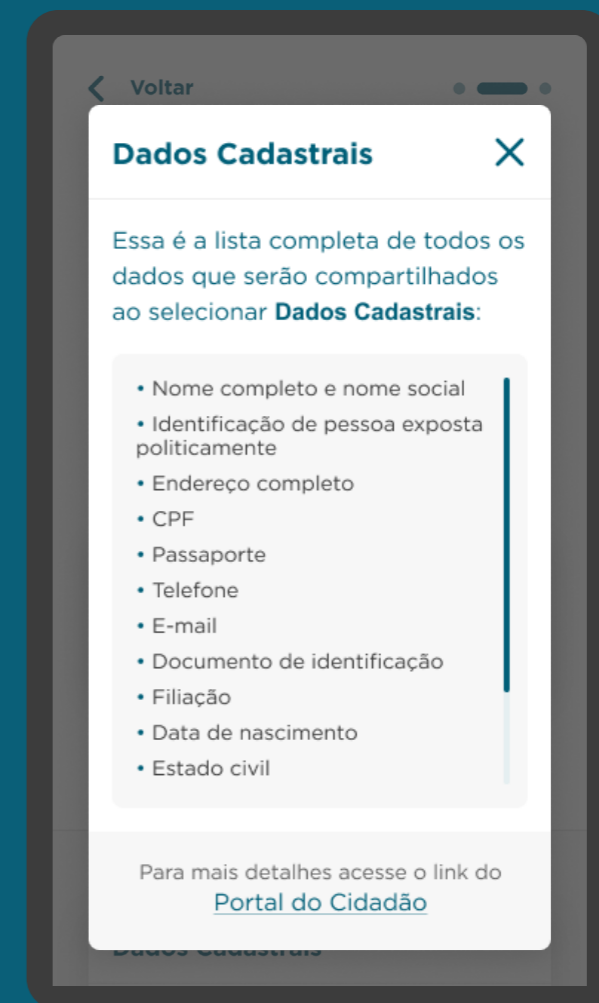 Voltar
Dados Cadastrais
Essa é a lista completa de todos os
dados que serão compartilhados
ao selecionar Dados Cadastrais:
• Nome completo e nome social
• Identificação de pessoa exposta
politicamente
• Endereço completo
• CPF
• Passaporte
• Telefone
• E-mail
• Documento de identificação
• Filiação
• Data de nascimento
• Estado civil
Para mais detalhes acesse o link do
Portal do Cidadão
Dados Cadastrais